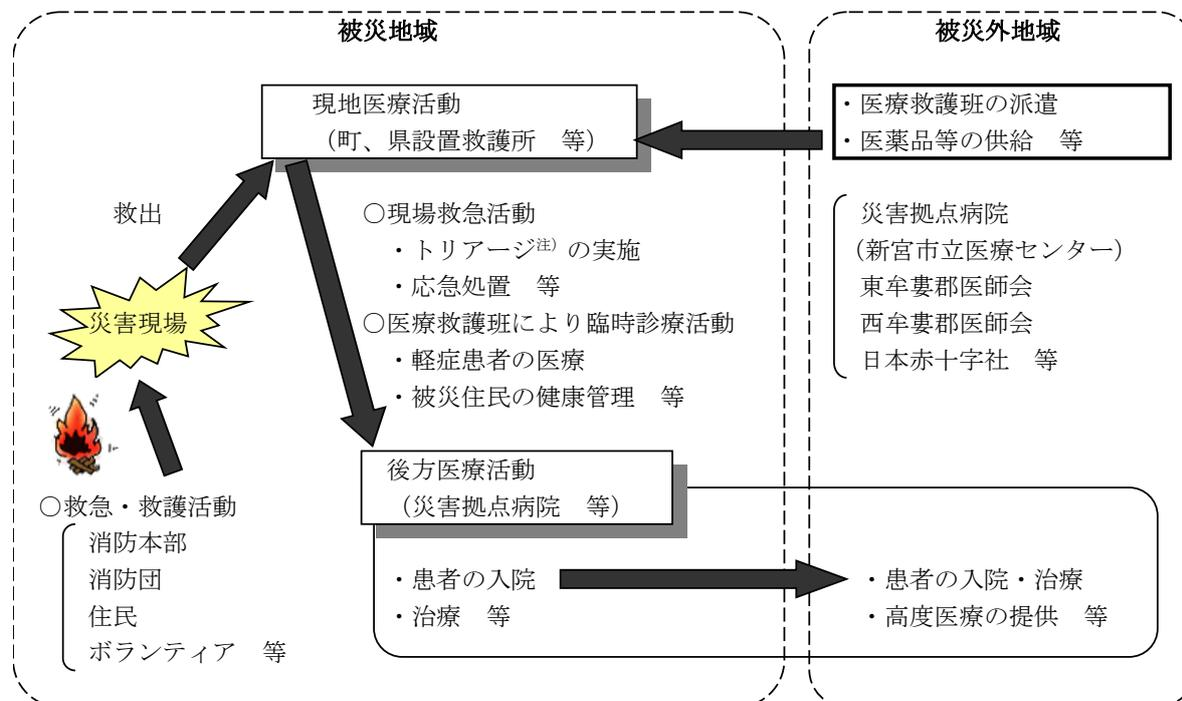 被災地域
被災外地域
現地医療活動
（町、県設置救護所　等）
・医療救護班の派遣
・医薬品等の供給　等
救出
○現場救急活動
・トリアージ注）の実施
・応急処置　等
○医療救護班により臨時診療活動
・軽症患者の医療
・被災住民の健康管理　等
災害拠点病院
（新宮市立医療センター）
東牟婁郡医師会
西牟婁郡医師会
日本赤十字社　等
災害現場
○救急・救護活動
消防本部
消防団
住民
ボランティア　等
後方医療活動
（災害拠点病院　等）
・患者の入院
・治療　等
・患者の入院・治療
・高度医療の提供　等